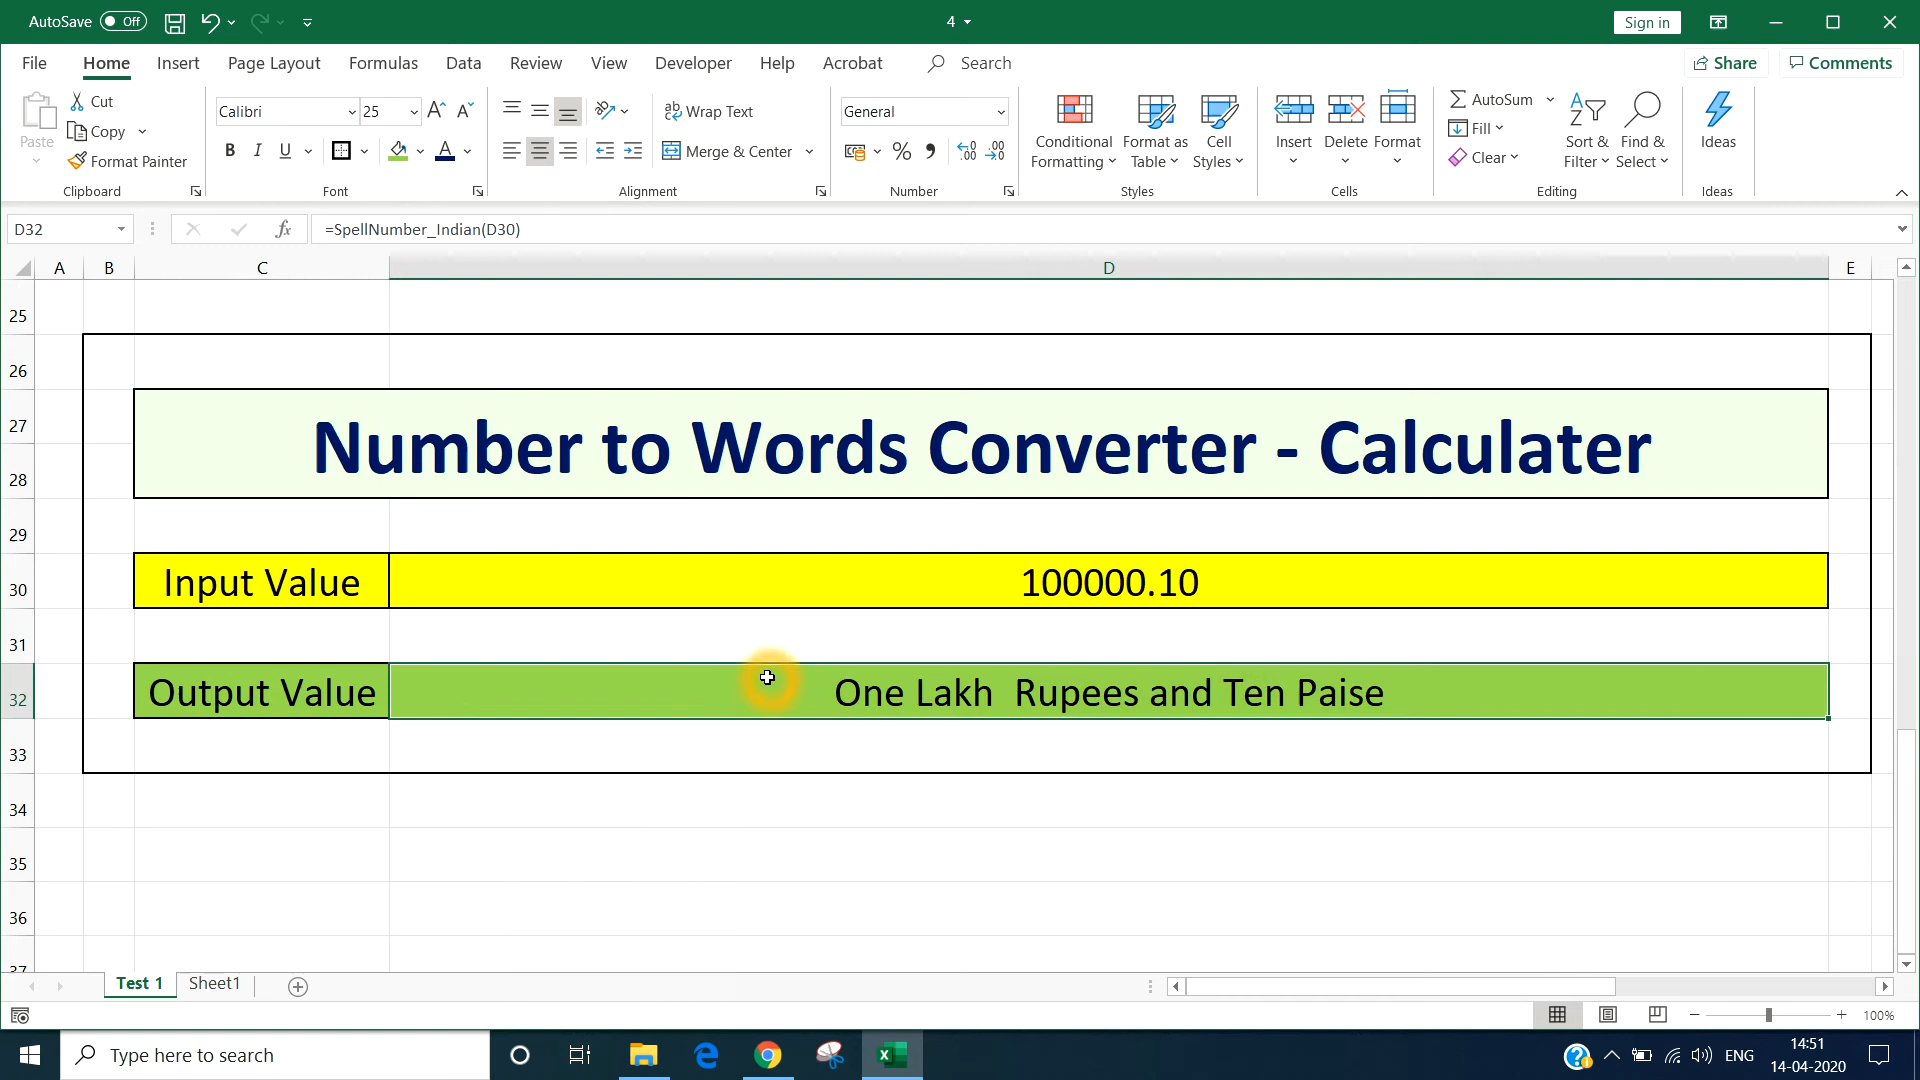 AutoSave Off 4 Sign in
File Home Insert Page Layout Formulas Data Review View Developer Help Acrobat Search Share Comments
Paste
Cut
Copy
Format Painter
Clipboard
Calibri 25
B I U A
Font
Wrap Text
Merge & Center
Alignment
General
Number
Conditional Formatting
Format as Table
Cell Styles
Styles
Insert
Delete
Format
Cells
AutoSum
Fill
Clear
Sort & Filter
Find & Select
Editing
Ideas
Ideas
D32 fx =SpellNumber_Indian(D30)
A B C D E
25
26
27
28
Number to Words Converter - Calculater
29
30 Input Value 100000.10
31
32 Output Value One Lakh  Rupees and Ten Paise
33
34
35
36
37
Test 1 Sheet1
100%
Type here to search
ENG
14:51
14-04-2020